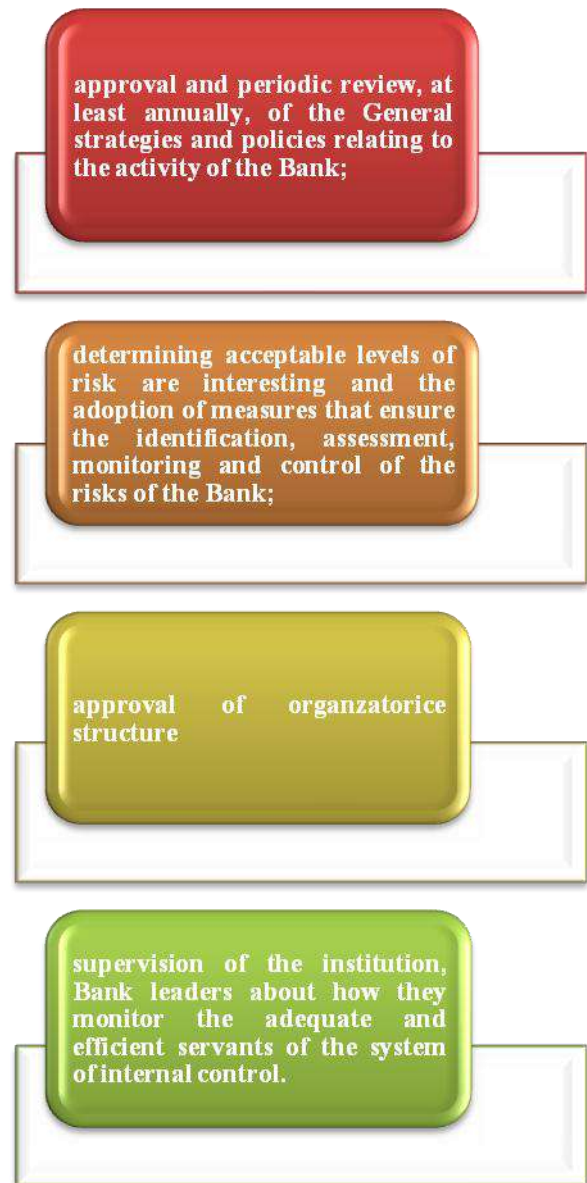 approval and periodic review, at
least annually, of the General
strategies and policies relating to
the activity of the Bank;
determining acceptable levels of
risk are interesting and the
adoption of measures that ensure
the identification, assessment,
monitoring and control of the
risks of the Bank;
approval of organzatorice
structure
supervision of the institution,
Bank leaders about how they
monitor the adequate and
efficient servants of the system
of internal control.